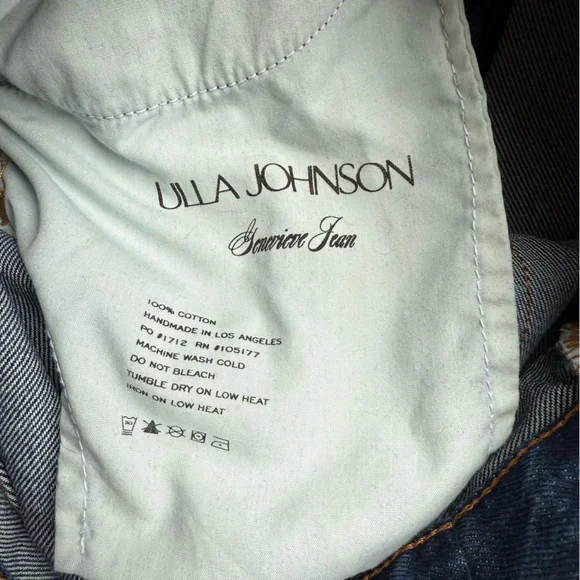 ULLA JOHNSON
Genevieve Jean
100% COTTON
HANDMADE IN LOS ANGELES
PO #1712 RN #105177
MACHINE WASH COLD
DO NOT BLEACH
TUMBLE DRY ON LOW HEAT
IRON ON LOW HEAT
30